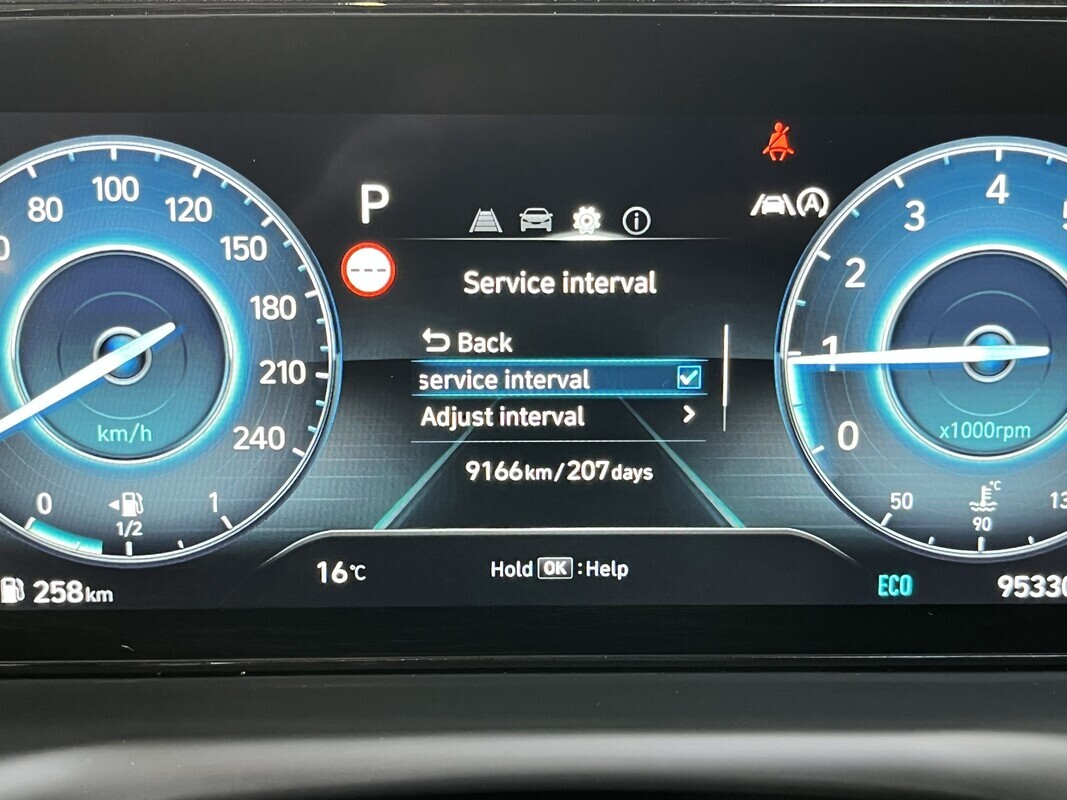 80
100
120
150
180
210
240
km/h
0
1/2
1
258km
P
---
Service interval
Back
service interval
Adjust interval
9166km/207days
16°C
Hold OK : Help
A
4
3
2
1
0
x1000rpm
°C
50
90
ECO